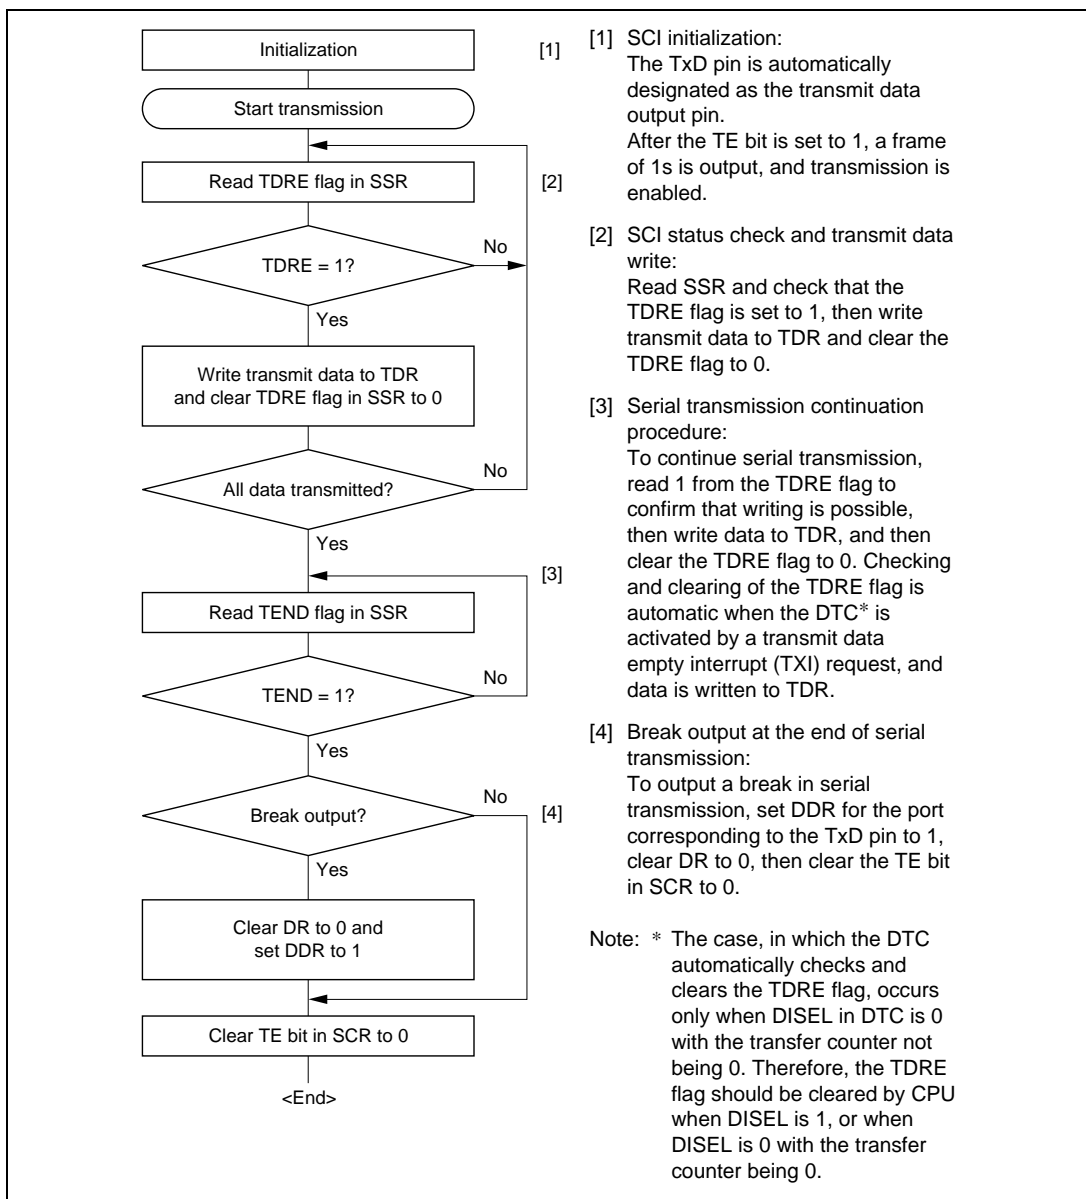 Initialization
[1]
Start transmission
Read TDRE flag in SSR
[2]
TDRE = 1?
No
Yes
Write transmit data to TDR
and clear TDRE flag in SSR to 0
All data transmitted?
No
Yes
[3]
Read TEND flag in SSR
TEND = 1?
No
Yes
Break output?
No
[4]
Yes
Clear DR to 0 and
set DDR to 1
Clear TE bit in SCR to 0
<End>
[1] SCI initialization:
The TxD pin is automatically
designated as the transmit data
output pin.
After the TE bit is set to 1, a frame
of 1s is output, and transmission is
enabled.
[2] SCI status check and transmit data
write:
Read SSR and check that the
TDRE flag is set to 1, then write
transmit data to TDR and clear the
TDRE flag to 0.
[3] Serial transmission continuation
procedure:
To continue serial transmission,
read 1 from the TDRE flag to
confirm that writing is possible,
then write data to TDR, and then
clear the TDRE flag to 0. Checking
and clearing of the TDRE flag is
automatic when the DTC* is
activated by a transmit data
empty interrupt (TXI) request, and
data is written to TDR.
[4] Break output at the end of serial
transmission:
To output a break in serial
transmission, set DDR for the port
corresponding to the TxD pin to 1,
clear DR to 0, then clear the TE bit
in SCR to 0.
Note: * The case, in which the DTC
automatically checks and
clears the TDRE flag, occurs
only when DISEL in DTC is 0
with the transfer counter not
being 0. Therefore, the TDRE
flag should be cleared by CPU
when DISEL is 1, or when
DISEL is 0 with the transfer
counter being 0.